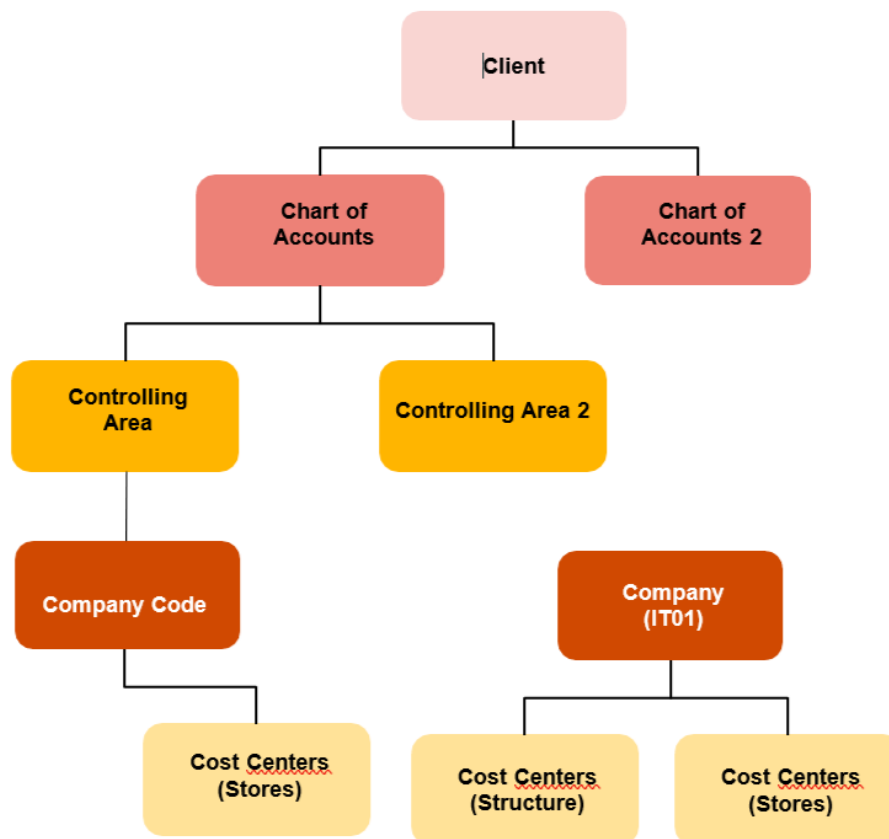 Client
Chart of
Accounts
Chart of
Accounts 2
Controlling
Area
Controlling Area 2
Company Code
Company
(IT01)
Cost Centers
(Stores)
Cost Centers
(Structure)
Cost Centers
(Stores)